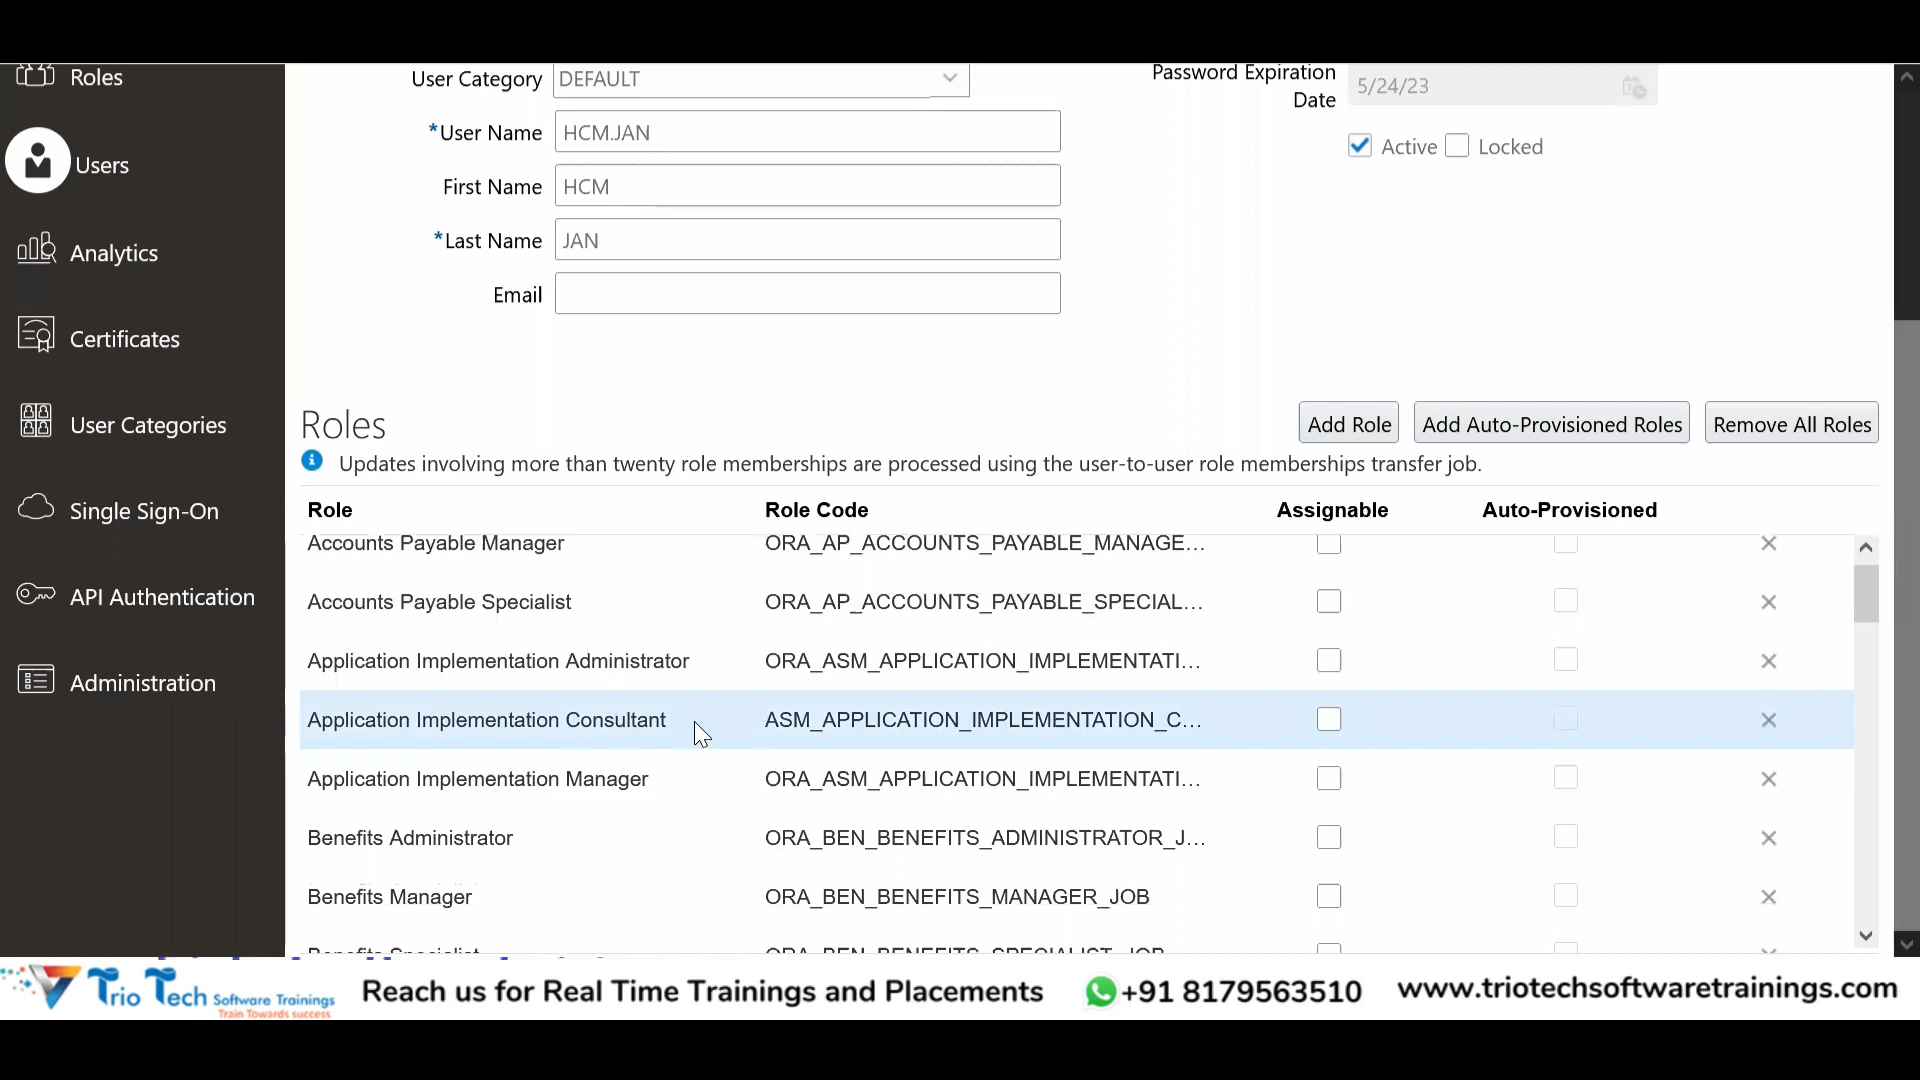 Roles
Users
Analytics
Certificates
User Categories
Single Sign-On
API Authentication
Administration
User Category DEFAULT
*User Name HCM.JAN
First Name HCM
*Last Name JAN
Email
Password Expiration
Date 5/24/23
Active Locked
Roles
Add Role Add Auto-Provisioned Roles Remove All Roles
Updates involving more than twenty role memberships are processed using the user-to-user role memberships transfer job.
Role Role Code Assignable Auto-Provisioned
Accounts Payable Manager ORA_AP_ACCOUNTS_PAYABLE_MANAGE...
Accounts Payable Specialist ORA_AP_ACCOUNTS_PAYABLE_SPECIAL...
Application Implementation Administrator ORA_ASM_APPLICATION_IMPLEMENTATI...
Application Implementation Consultant ASM_APPLICATION_IMPLEMENTATION_C...
Application Implementation Manager ORA_ASM_APPLICATION_IMPLEMENTATI...
Benefits Administrator ORA_BEN_BENEFITS_ADMINISTRATOR_J...
Benefits Manager ORA_BEN_BENEFITS_MANAGER_JOB
Benefits Specialist ORA_BEN_BENEFITS_SPECIALIST_JOB
Trio Tech Software Trainings
Train Towards success
Reach us for Real Time Trainings and Placements +91 8179563510 www.triotechsoftwaretrainings.com